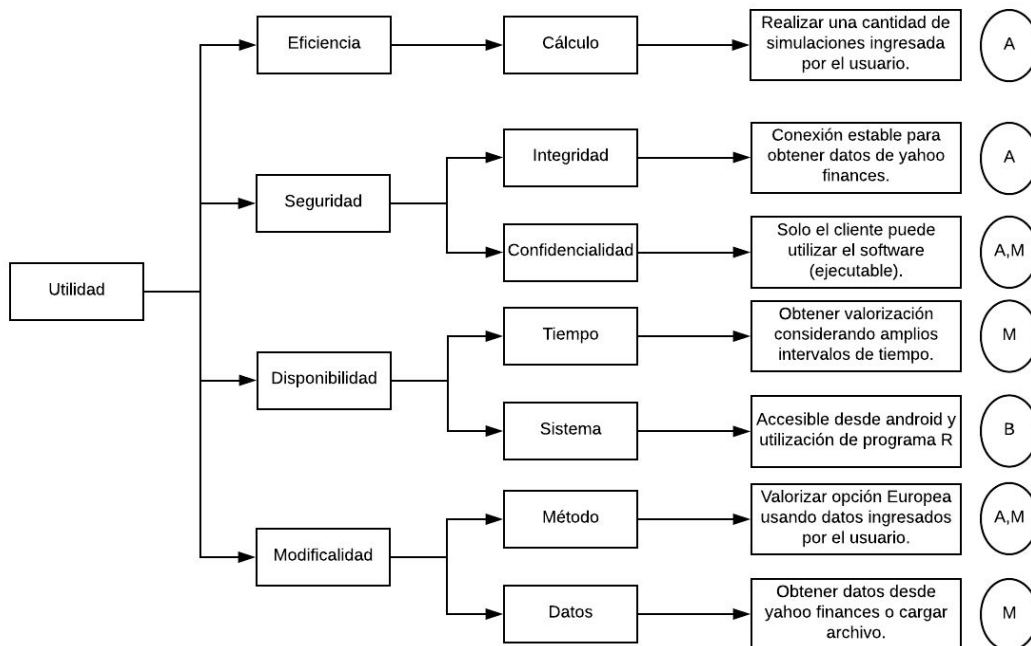 Realizar una cantidad de
simulaciones ingresada
por el usuario.
Eficiencia
Cálculo
A
Conexión estable para
obtener datos de yahoo
finances.
Integridad
A
Seguridad
Solo el cliente puede
utilizar el software
(ejecutable).
Confidencialidad
A,M
Utilidad
Obtener valorización
considerando amplios
intervalos de tiempo.
Tiempo
M
Disponibilidad
Accesible desde android y
utilización de programa R
Sistema
B
Valorizar opción Europea
usando datos ingresados
por el usuario.
Método
A,M
Modificalidad
Obtener datos desde
yahoo finances o cargar
archivo.
Datos
M